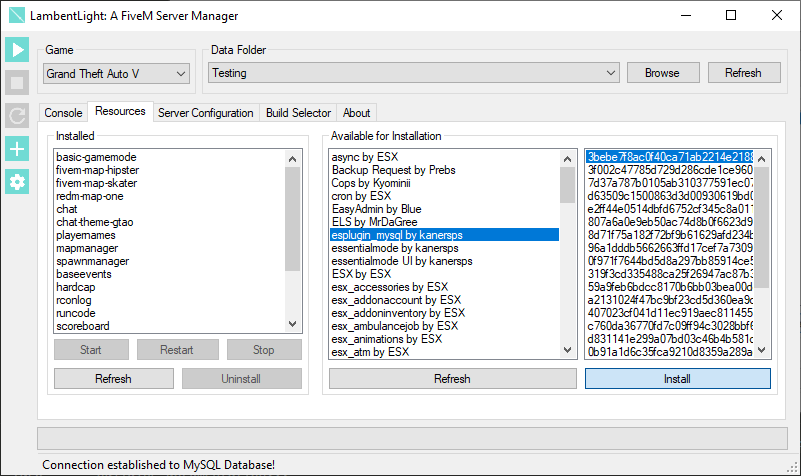 LambentLight: A FiveM Server Manager
Game
Grand Theft Auto V
Data Folder
Testing
Browse
Refresh
Console
Resources
Server Configuration
Build Selector
About
Installed
basic-gamemode
fivem-map-hipster
fivem-map-skater
redm-map-one
chat
chat-theme-gtao
playernames
mapmanager
spawnmanager
baseevents
hardcap
rconlog
runcode
scoreboard
Start
Restart
Stop
Refresh
Uninstall
Available for Installation
async by ESX
Backup Request by Prebs
Cops by Kyominii
cron by ESX
EasyAdmin by Blue
ELS by MrDaGree
esplugin_mysql by kanersps
essentialmode by kanersps
essentialmode UI by kanersps
ESX by ESX
esx_accessories by ESX
esx_addonaccount by ESX
esx_addoninventory by ESX
esx_ambulancejob by ESX
esx_animations by ESX
esx_atm by ESX
Refresh
3bebe7f8ac0f40ca71ab2214e2188
3f002c47785d729d286cde1ce960
7d37a787b0105ab310377591ec07
d63509c1500863d3d00930619bd0
e2ff44e0514dbfd6752cf345c8a017
807a6a0e9eb50ac74d8b0f6623d9
8d71f75a182f72bf9b61629afd234b
96a1dddb5662663ffd17cef7a7309
0f971f7644bd5d8a297bb85914ce5
319f3cd335488ca25f26947ac87b3
59a9feb6bdcc8170b6bb03bea00d
a2131024f47bc9bf23cd5d360ea9c
407023cf041d11ec919aec811455
c760da36770fd7c09ff94c3028bbf6
d831141e299a07bd03c46b4b581c
0b91a1d6c35fca9210d8359a289a
Install
Connection established to MySQL Database!